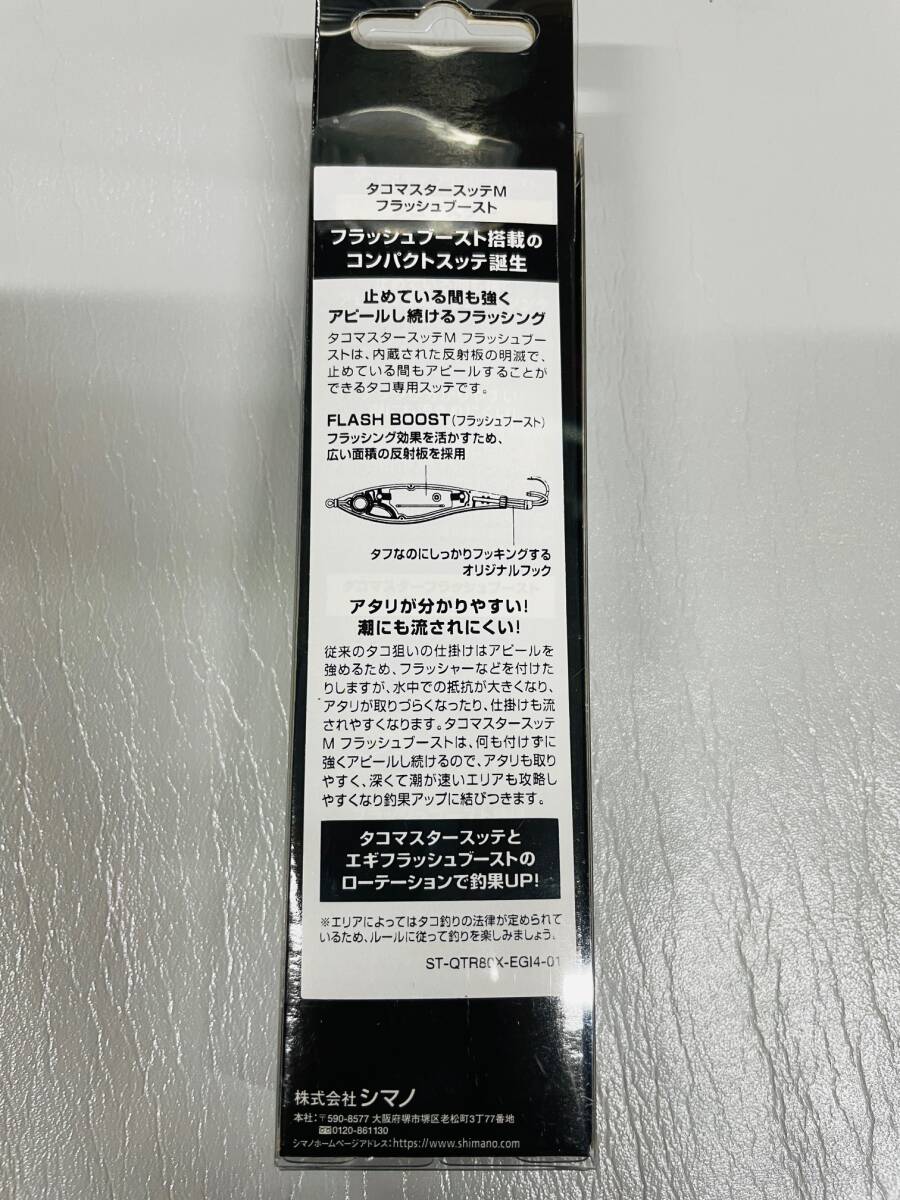 タコマスタースッテM
フラッシュブースト
フラッシュブースト搭載の
コンパクトスッテ誕生
止めている間も強く
アピールし続けるフラッシング
タコマスタースッテM フラッシュブー
ストは、内蔵された反射板の明滅で、
止めている間もアピールすることが
できるタコ専用スッテです。
FLASH BOOST(フラッシュブースト)
フラッシング効果を活かすため、
広い面積の反射板を採用
タフなのにしっかりフッキングする
オリジナルフック
アタリが分かりやすい!
潮にも流されにくい!
従来のタコ狙いの仕掛けはアピールを
強めるため、フラッシャーなどを付けた
りしますが、水中での抵抗が大きくなり、
アタリが取りづらくなったり、仕掛けも流
されやすくなります。タコマスタースッテ
M フラッシュブーストは、何も付けずに
強くアピールし続けるので、アタリも取り
やすく、深くて潮が速いエリアも攻略し
やすくなり釣果アップに結びつきます。
タコマスタースッテと
エギフラッシュブーストの
ローテーションで釣果UP!
※エリアによってはタコ釣りの法律が定められて
いるため、ルールに従って釣りを楽しみましょう。
ST-QTR80X-EGI4-01
株式会社 シマノ
本社:〒590-8577 大阪府堺市堺区老松町3丁77番地
0120-861130
シマノホームページアドレス:https://www.shimano.com